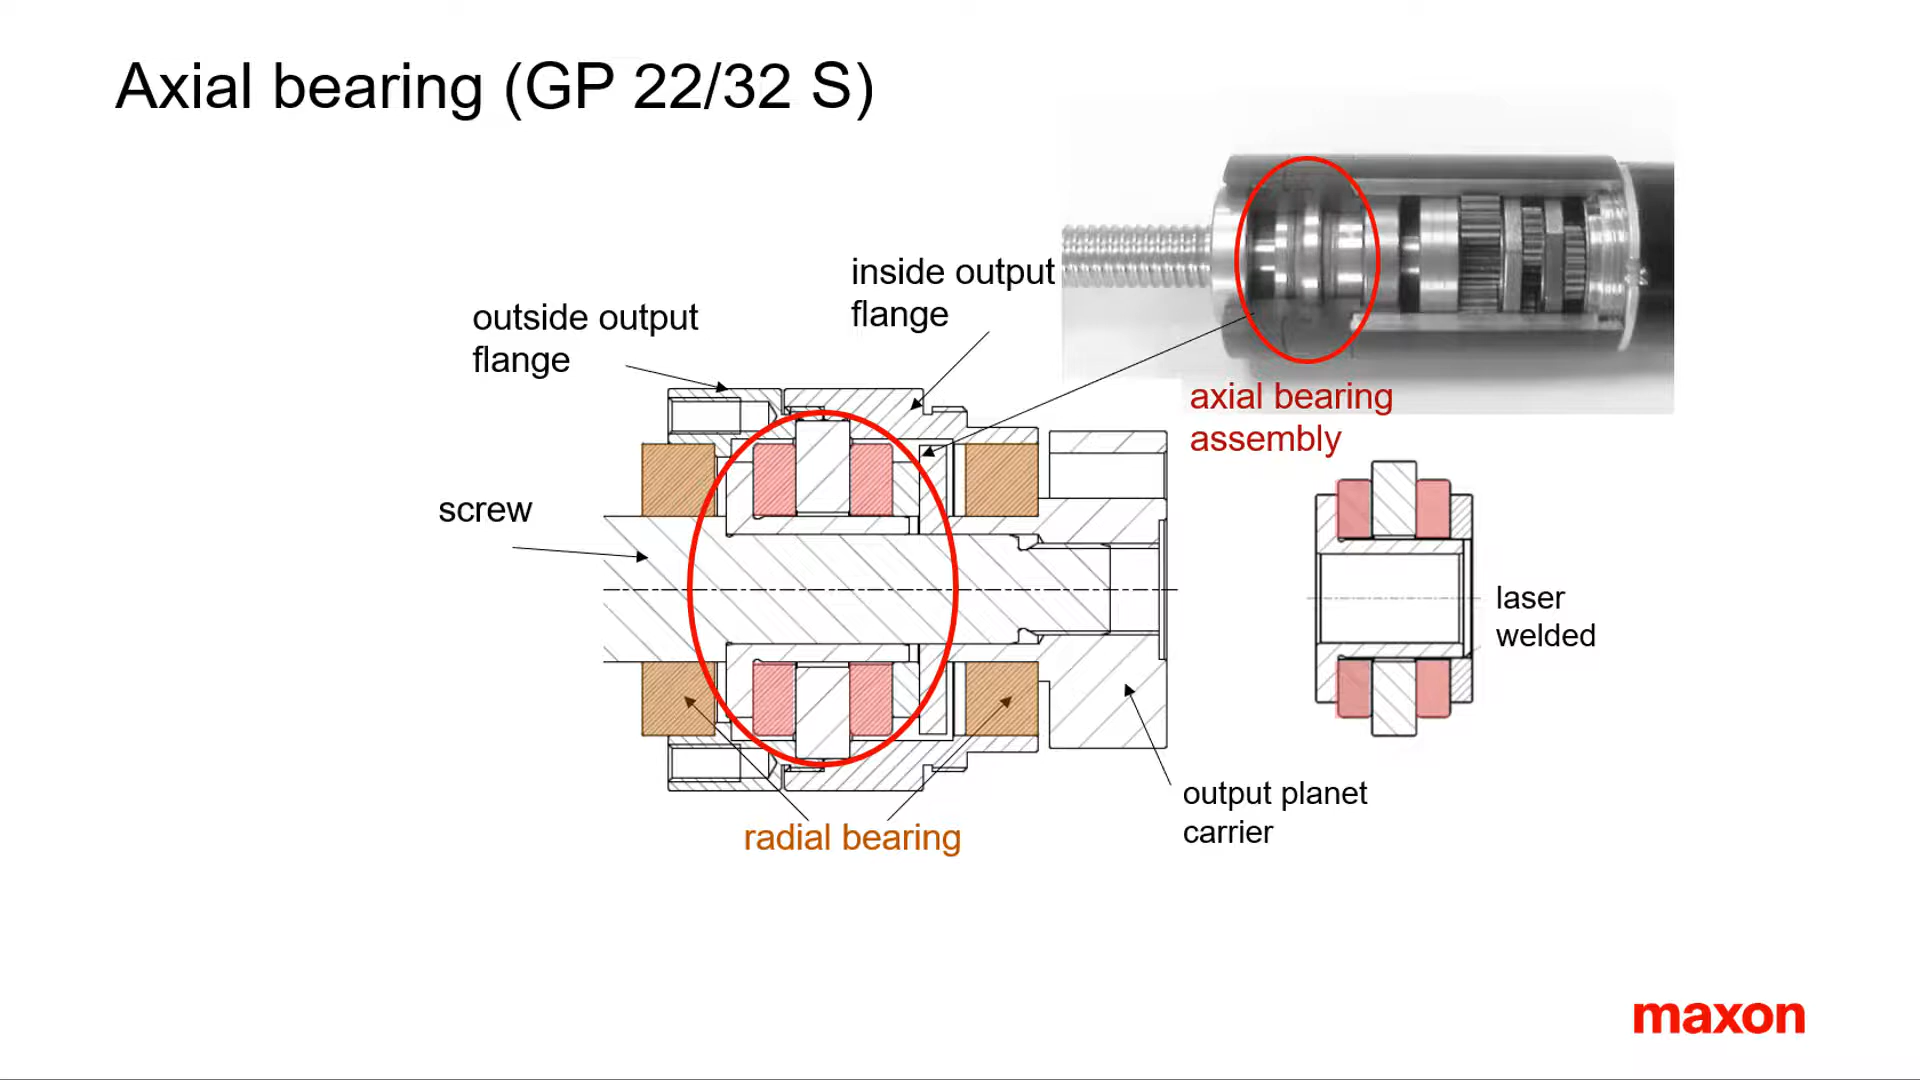 Axial bearing (GP 22/32 S)
inside output
flange
outside output
flange
axial bearing
assembly
screw
laser
welded
output planet
carrier
radial bearing
maxon